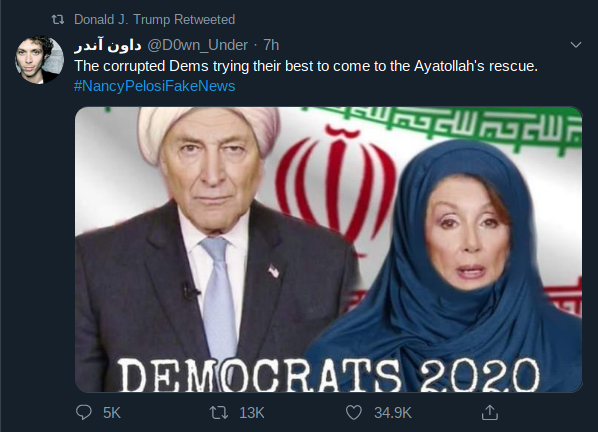 Donald J. Trump Retweeted
داون آندر @D0wn_Under · 7h
The corrupted Dems trying their best to come to the Ayatollah's rescue.
#NancyPelosiFakeNews
DEMOCRATS 2020
5K 13K 34.9K